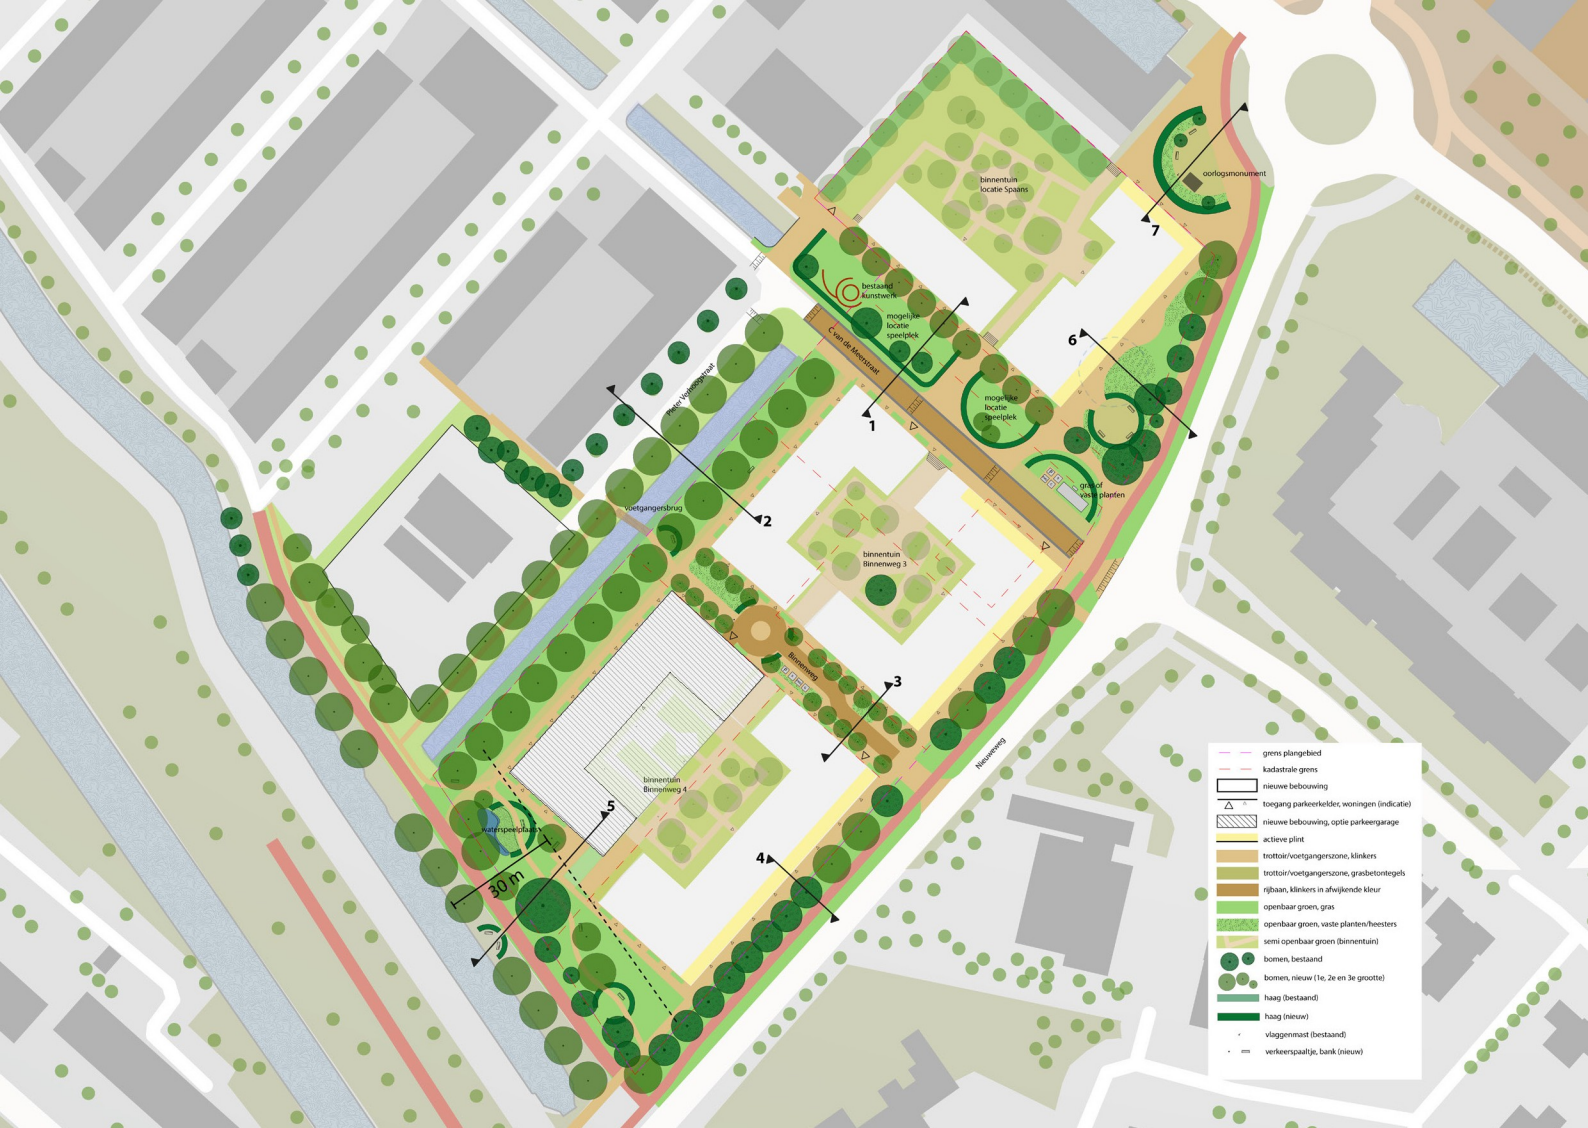 oorlogsmonument
7
binnentuin
locatie Spaans
bestaand
kunstwerk
mogelijke
locatie
speelplek
C van de Meerstraat
6
Pieter Verhoogstraat
mogelijke
locatie
speelplek
1
gras of
vaste planten
voetgangersbrug
2
binnentuin
Binnenweg 3
Binnenweg
3
Nieuweweg
binnentuin
Binnenweg 4
5
waterspeelplaats
30 m
4
grens plangebied
kadastrale grens
nieuwe bebouwing
toegang parkeerkelder, woningen (indicatie)
nieuwe bebouwing, optie parkeergarage
actieve plint
trottoir/voetgangerszone, klinkers
trottoir/voetgangerszone, grasbetontegels
rijbaan, klinkers in afwijkende kleur
openbaar groen, gras
openbaar groen, vaste planten/heesters
semi openbaar groen (binnentuin)
bomen, bestaand
bomen, nieuw (1e, 2e en 3e grootte)
haag (bestaand)
haag (nieuw)
vlaggenmast (bestaand)
verkeerspaaltje, bank (nieuw)